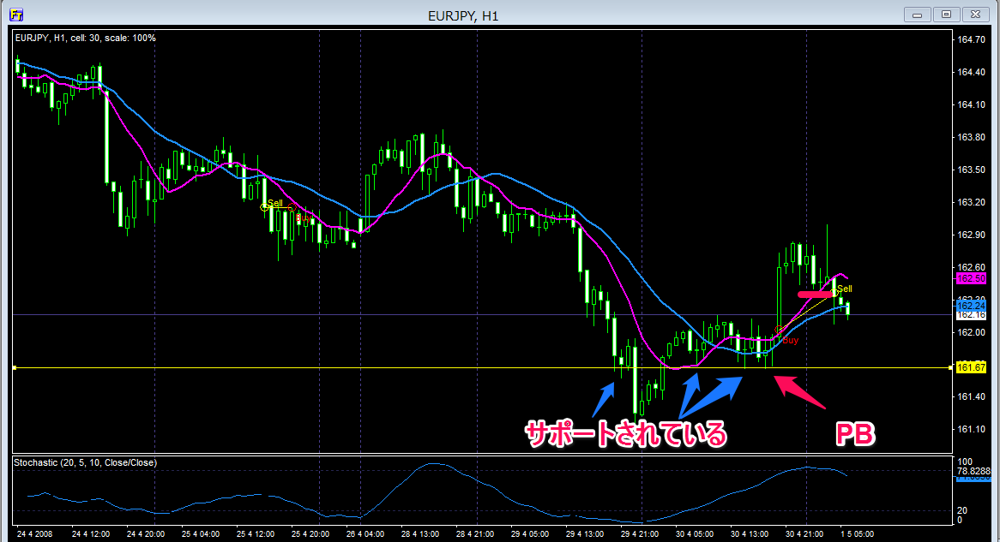 FT
EURJPY, H1
EURJPY, H1, cell: 30, scale: 100%
164.70
164.40
164.10
163.80
163.50
163.20
162.90
162.60
162.50
162.30
162.24
162.16
162.00
161.67
161.40
161.10
Sell
Buy
Sell
Buy
サポートされている
PB
Stochastic (20, 5, 10, Close/Close)
100
78.8288
20
0
24 4 2008
24 4 12:00
24 4 20:00
25 4 04:00
25 4 12:00
25 4 20:00
28 4 04:00
28 4 13:00
28 4 21:00
29 4 05:00
29 4 13:00
29 4 21:00
30 4 05:00
30 4 13:00
30 4 21:00
1 5 05:00